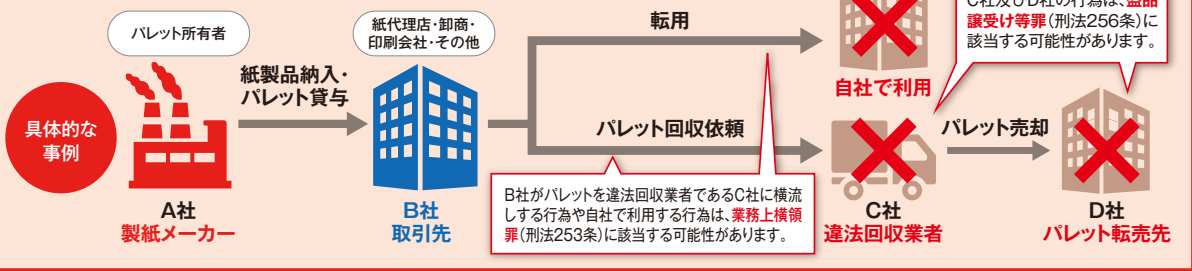 具体的な
事例
パレット所有者
A社
製紙メーカー
紙製品納入・
パレット貸与
紙代理店・卸商・
印刷会社・その他
B社
取引先
転用
自社で利用
パレット回収依頼
B社がパレットを違法回収業者であるC社に横流
しする行為や自社で利用する行為は、業務上横領
罪(刑法253条)に該当する可能性があります。
C社
違法回収業者
パレット売却
C社及びD社の行為は、盗品
譲受け等罪(刑法256条)に
該当する可能性があります。
D社
パレット転売先